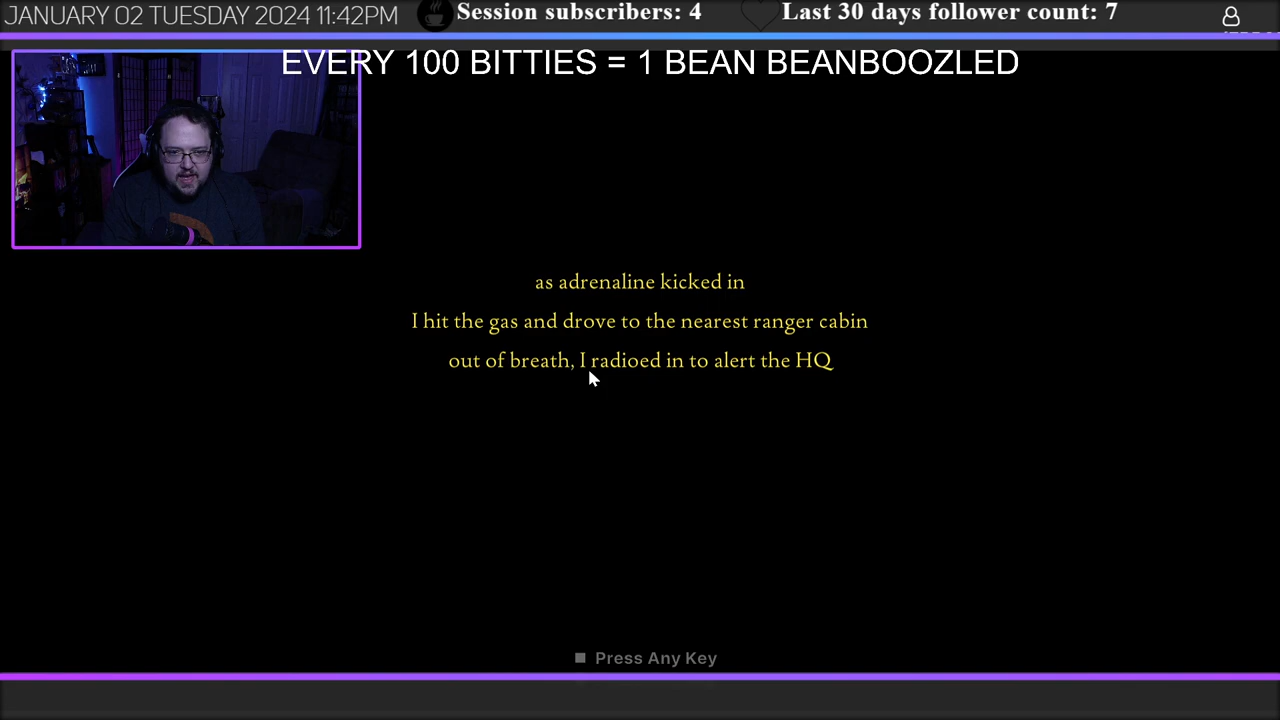 JANUARY 02 TUESDAY 2024 11:42PM
Session subscribers: 4
Last 30 days follower count: 7
EVERY 100 BITTIES = 1 BEAN BEANBOOZLED
as adrenaline kicked in
I hit the gas and drove to the nearest ranger cabin
out of breath, I radioed in to alert the HQ
Press Any Key